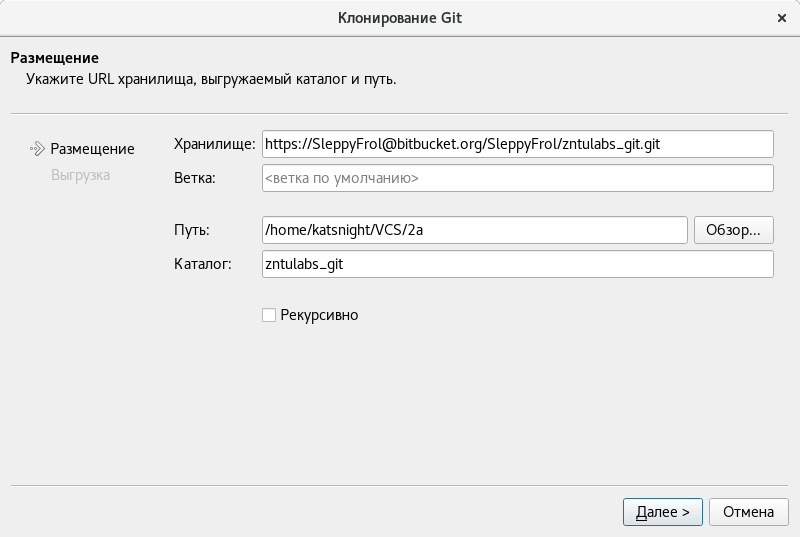 Клонирование Git
Размещение
Укажите URL хранилища, выгружаемый каталог и путь.
Размещение
Выгрузка
Хранилище: https://SleppyFrol@bitbucket.org/SleppyFrol/zntulabs_git.git
Ветка: <ветка по умолчанию>
Путь: /home/katsnight/VCS/2a Обзор...
Каталог: zntulabs_git
Рекурсивно
Далее > Отмена